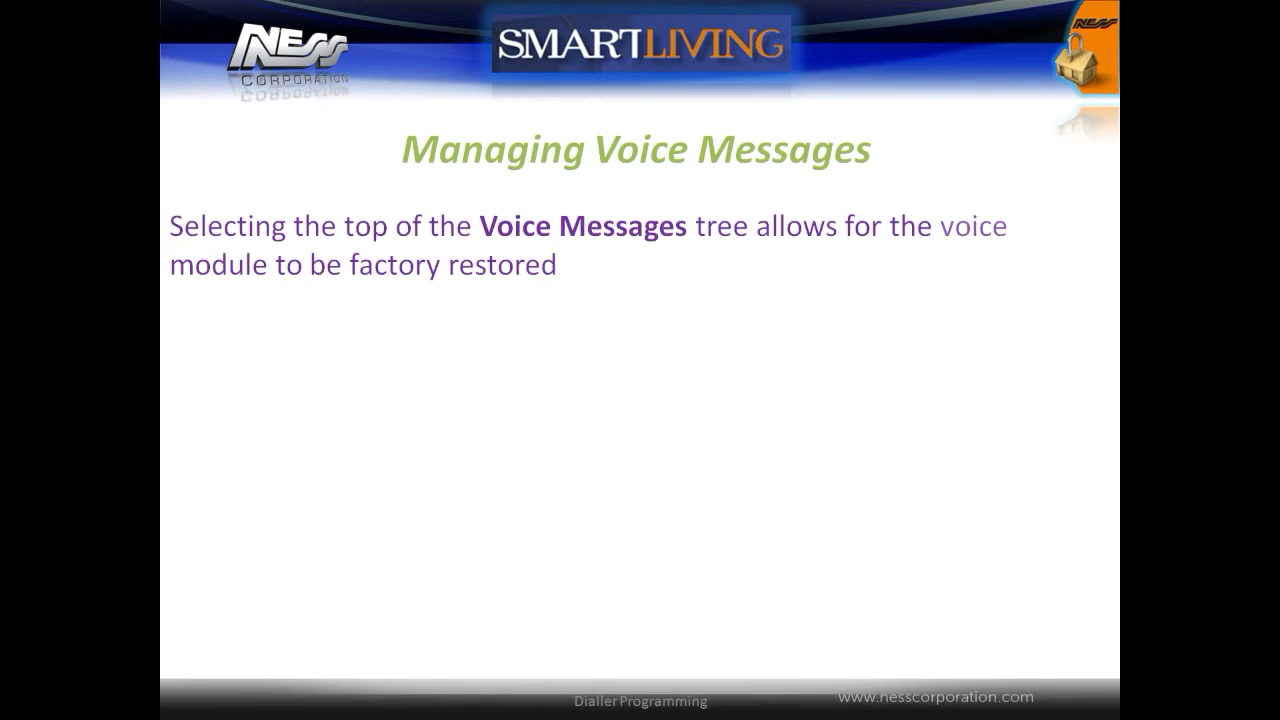 NESS
CORPORATION
SMARTLIVING
NESS
Managing Voice Messages
Selecting the top of the Voice Messages tree allows for the voice
module to be factory restored
Dialler Programming
www.nesscorporation.com